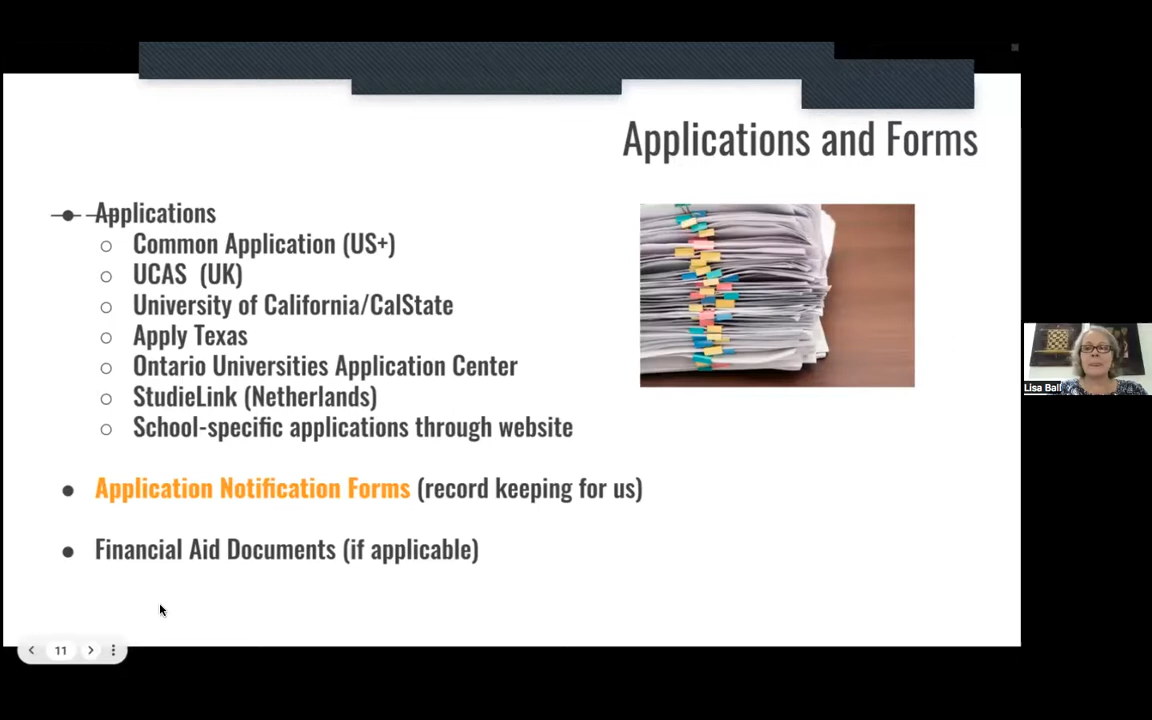 Applications and Forms
Applications
Common Application (US+)
UCAS (UK)
University of California/CalState
Apply Texas
Ontario Universities Application Center
StudieLink (Netherlands)
School-specific applications through website
Application Notification Forms (record keeping for us)
Financial Aid Documents (if applicable)
11
Lisa Ball